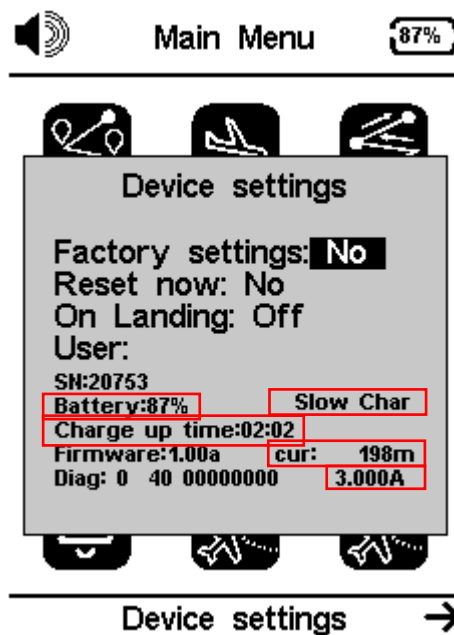 Main Menu 87%
Device settings
Factory settings: No
Reset now: No
On Landing: Off
User:
SN:20753
Battery:87% Slow Char
Charge up time:02:02
Firmware:1.00a cur: 198m
Diag: 0 40 00000000 3.000A
Device settings